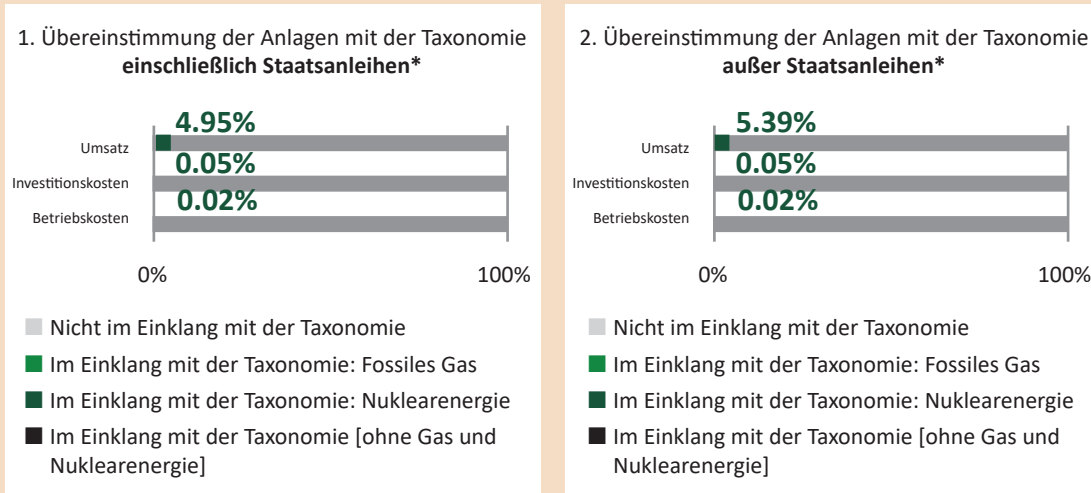 1. Übereinstimmung der Anlagen mit der Taxonomie
einschließlich Staatsanleihen*
4.95%
Umsatz
0.05%
Investitionskosten
0.02%
Betriebskosten
0%
100%
Nicht im Einklang mit der Taxonomie
Im Einklang mit der Taxonomie: Fossiles Gas
Im Einklang mit der Taxonomie: Nuklearenergie
Im Einklang mit der Taxonomie [ohne Gas und
Nuklearenergie]
2. Übereinstimmung der Anlagen mit der Taxonomie
außer Staatsanleihen*
5.39%
Umsatz
0.05%
Investitionskosten
0.02%
Betriebskosten
0%
100%
Nicht im Einklang mit der Taxonomie
Im Einklang mit der Taxonomie: Fossiles Gas
Im Einklang mit der Taxonomie: Nuklearenergie
Im Einklang mit der Taxonomie [ohne Gas und
Nuklearenergie]